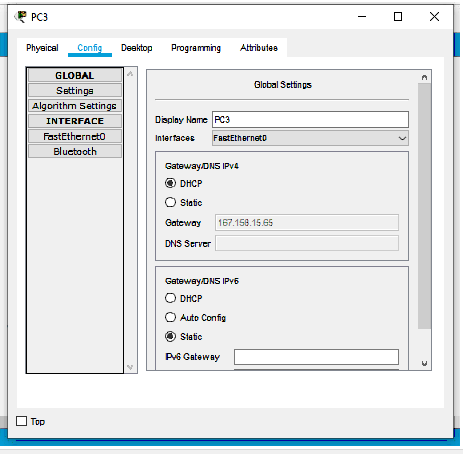 PC3
Physical Config Desktop Programming Attributes
GLOBAL
Settings
Algorithm Settings
INTERFACE
FastEthernet0
Bluetooth
Global Settings
Display Name PC3
Interfaces FastEthernet0
Gateway/DNS IPv4
DHCP
Static
Gateway 167.158.15.65
DNS Server
Gateway/DNS IPv6
DHCP
Auto Config
Static
IPv6 Gateway
Top